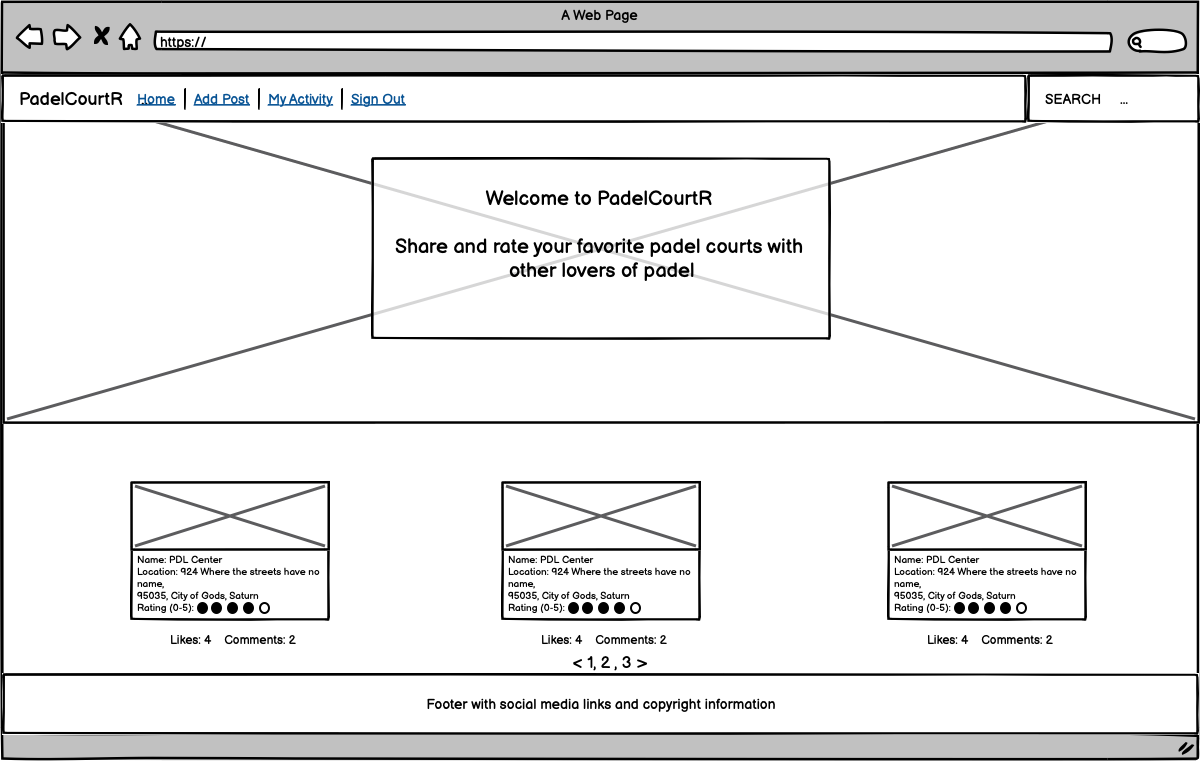 A Web Page
https://
PadelCourtR Home Add Post My Activity Sign Out SEARCH ...
Welcome to PadelCourtR
Share and rate your favorite padel courts with
other lovers of padel
Name: PDL Center
Location: 924 Where the streets have no
name,
95035, City of Gods, Saturn
Rating (0-5):
Likes: 4 Comments: 2
Name: PDL Center
Location: 924 Where the streets have no
name,
95035, City of Gods, Saturn
Rating (0-5):
Likes: 4 Comments: 2
Name: PDL Center
Location: 924 Where the streets have no
name,
95035, City of Gods, Saturn
Rating (0-5):
Likes: 4 Comments: 2
< 1, 2 , 3 >
Footer with social media links and copyright information